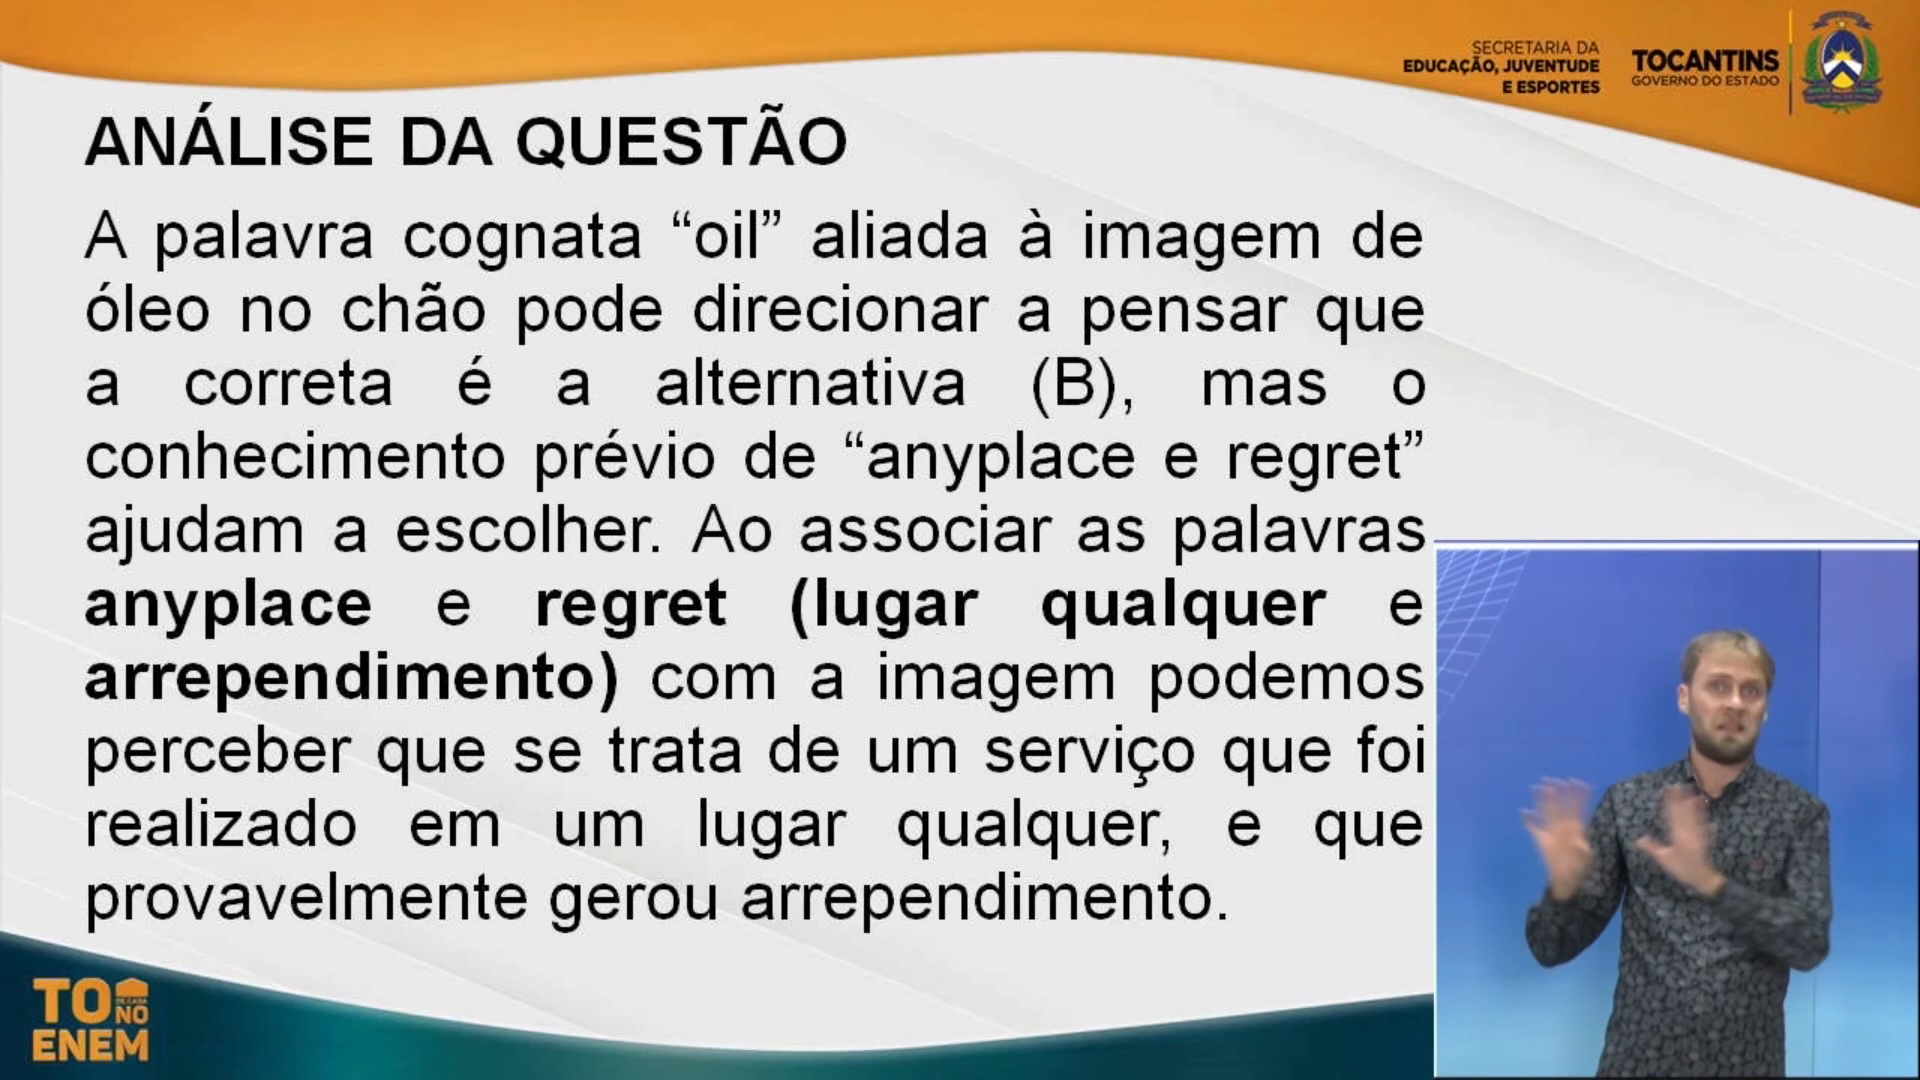 SECRETARIA DA
EDUCAÇÃO, JUVENTUDE
E ESPORTES
TOCANTINS
GOVERNO DO ESTADO
ANÁLISE DA QUESTÃO
A palavra cognata “oil” aliada à imagem de
óleo no chão pode direcionar a pensar que
a correta é a alternativa (B), mas o
conhecimento prévio de “anyplace e regret”
ajudam a escolher. Ao associar as palavras
anyplace e regret (lugar qualquer e
arrependimento) com a imagem podemos
perceber que se trata de um serviço que foi
realizado em um lugar qualquer, e que
provavelmente gerou arrependimento.
TO DE CASA
NO
ENEM